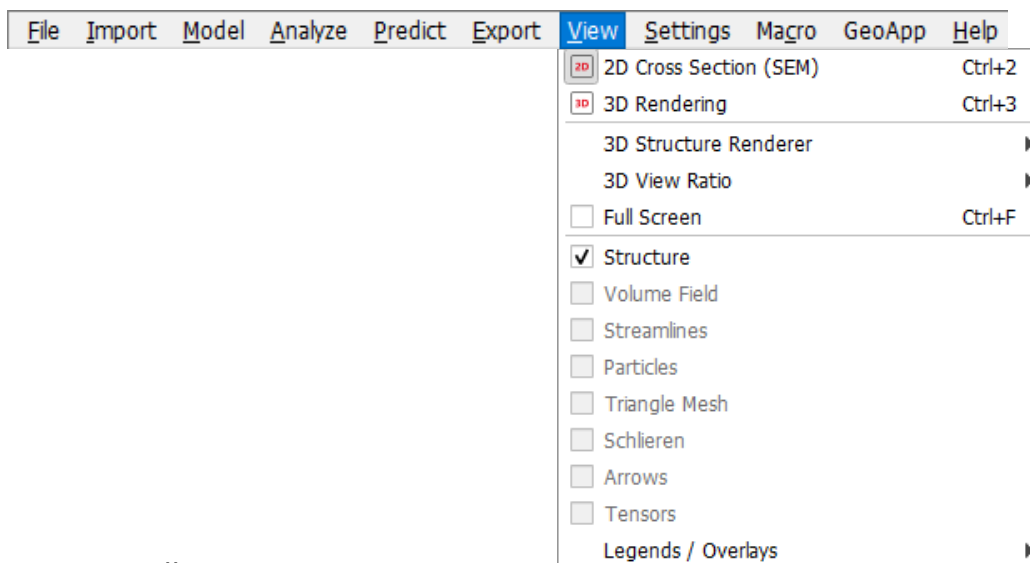 File Import Model Analyze Predict Export View Settings Macro GeoApp Help
2D 2D Cross Section (SEM) Ctrl+2
3D 3D Rendering Ctrl+3
3D Structure Renderer
3D View Ratio
Full Screen Ctrl+F
Structure
Volume Field
Streamlines
Particles
Triangle Mesh
Schlieren
Arrows
Tensors
Legends / Overlays